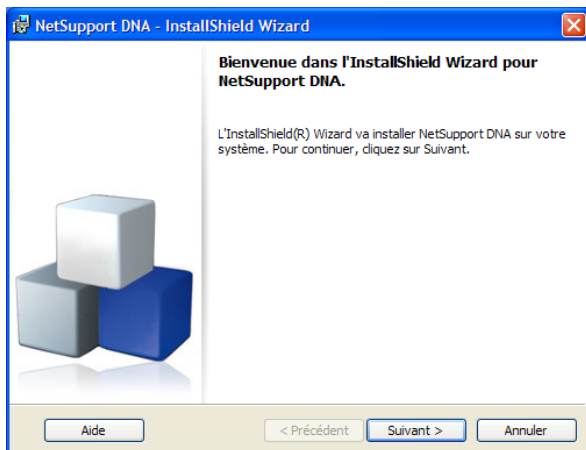 NetSupport DNA - InstallShield Wizard
Bienvenue dans l'InstallShield Wizard pour
NetSupport DNA.
L'InstallShield(R) Wizard va installer NetSupport DNA sur votre
système. Pour continuer, cliquez sur Suivant.
Aide
< Précédent
Suivant >
Annuler